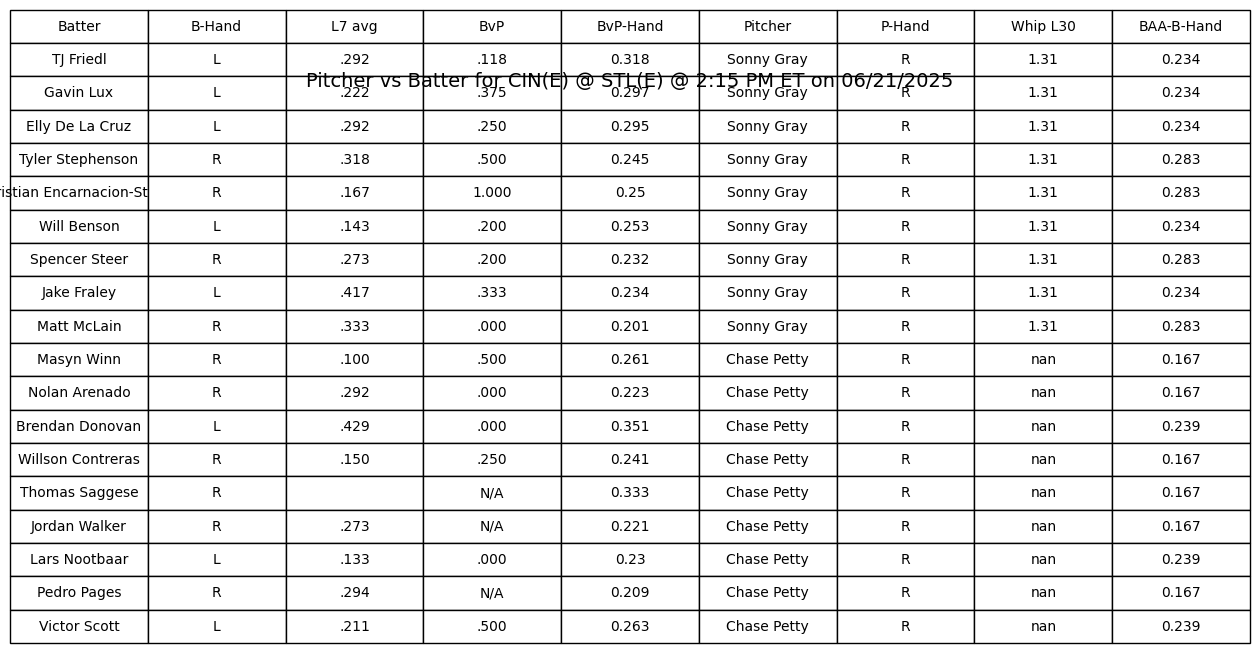 Batter B-Hand L7 avg BvP BvP-Hand Pitcher P-Hand Whip L30 BAA-B-Hand
TJ Friedl L .292 .118 0.318 Sonny Gray R 1.31 0.234
Pitcher vs Batter for CIN(E) @ STL(E) @ 2:15 PM ET on 06/21/2025
Gavin Lux L .222 .375 0.297 Sonny Gray R 1.31 0.234
Elly De La Cruz L .292 .250 0.295 Sonny Gray R 1.31 0.234
Tyler Stephenson R .318 .500 0.245 Sonny Gray R 1.31 0.283
ristian Encarnacion-St R .167 1.000 0.25 Sonny Gray R 1.31 0.283
Will Benson L .143 .200 0.253 Sonny Gray R 1.31 0.234
Spencer Steer R .273 .200 0.232 Sonny Gray R 1.31 0.283
Jake Fraley L .417 .333 0.234 Sonny Gray R 1.31 0.234
Matt McLain R .333 .000 0.201 Sonny Gray R 1.31 0.283
Masyn Winn R .100 .500 0.261 Chase Petty R nan 0.167
Nolan Arenado R .292 .000 0.223 Chase Petty R nan 0.167
Brendan Donovan L .429 .000 0.351 Chase Petty R nan 0.239
Willson Contreras R .150 .250 0.241 Chase Petty R nan 0.167
Thomas Saggese R N/A 0.333 Chase Petty R nan 0.167
Jordan Walker R .273 N/A 0.221 Chase Petty R nan 0.167
Lars Nootbaar L .133 .000 0.23 Chase Petty R nan 0.239
Pedro Pages R .294 N/A 0.209 Chase Petty R nan 0.167
Victor Scott L .211 .500 0.263 Chase Petty R nan 0.239